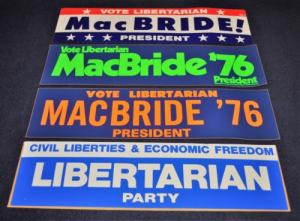 VOTE LIBERTARIAN
MacBRIDE!
PRESIDENT
Vote Libertarian
MacBride '76
President
VOTE LIBERTARIAN
MACBRIDE '76
PRESIDENT
CIVIL LIBERTIES & ECONOMIC FREEDOM
LIBERTARIAN
PARTY